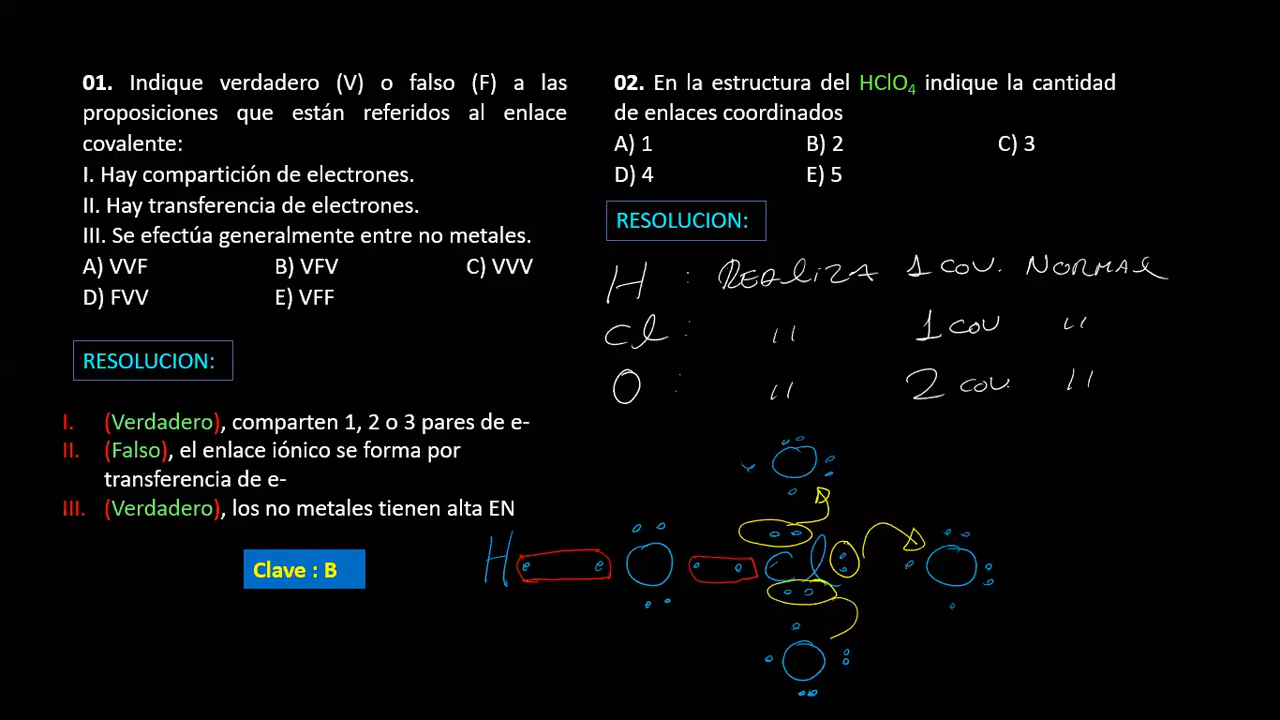 01. Indique verdadero (V) o falso (F) a las
proposiciones que están referidos al enlace
covalente:
I. Hay compartición de electrones.
II. Hay transferencia de electrones.
III. Se efectúa generalmente entre no metales.
A) VVF B) VFV C) VVV
D) FVV E) VFF
RESOLUCION:
I. (Verdadero), comparten 1, 2 o 3 pares de e-
II. (Falso), el enlace iónico se forma por
transferencia de e-
III. (Verdadero), los no metales tienen alta EN
Clave : B
02. En la estructura del HClO₄ indique la cantidad
de enlaces coordinados
A) 1 B) 2 C) 3
D) 4 E) 5
RESOLUCION:
H : REALIZA 1 COV. NORMAL
Cl : '' 1 COV ''
O : '' 2 COV. ''
O
H O Cl O
O